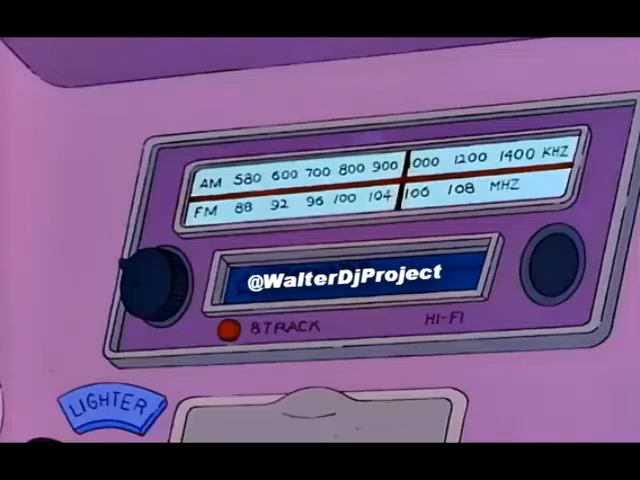 AM 580 600 700 800 900 1000 1200 1400 KHZ
FM 88 92 96 100 104 106 108 MHZ
@WalterDjProject
8TRACK HI-FI
LIGHTER